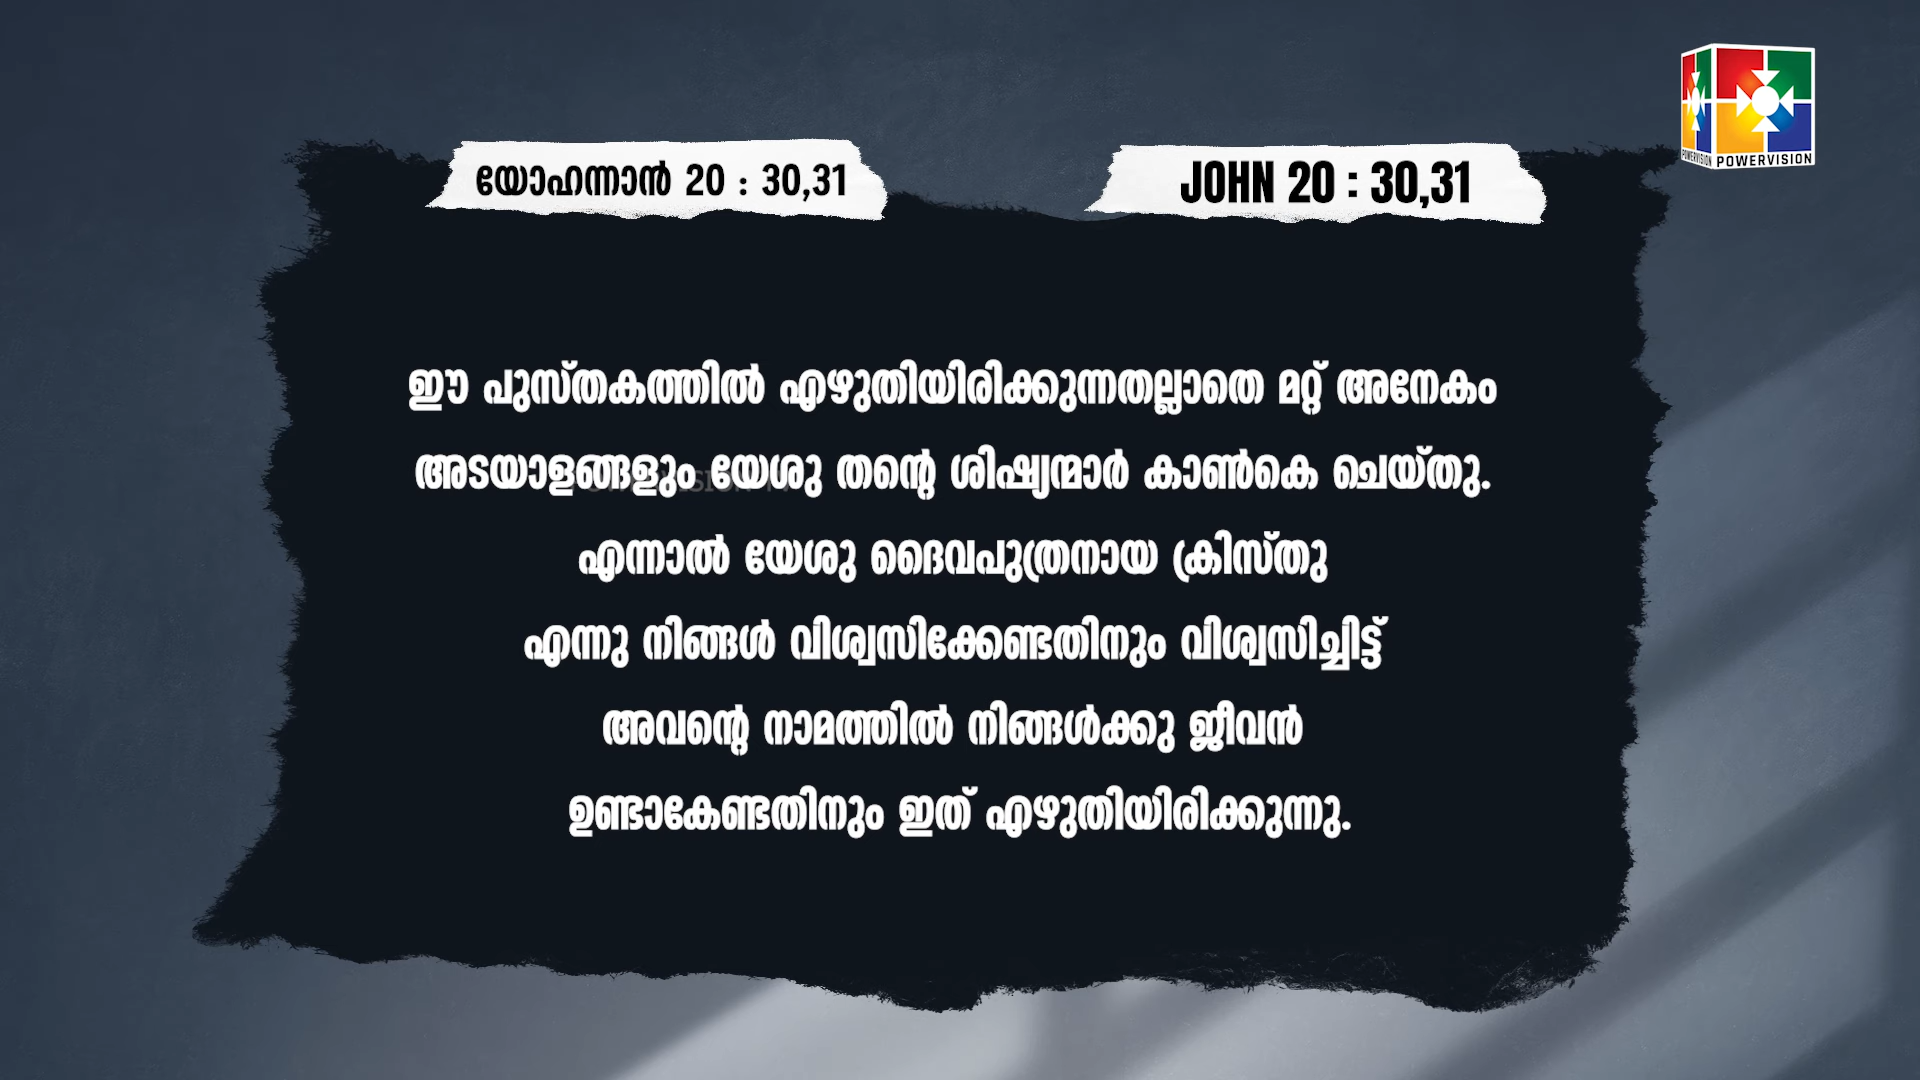 യോഹന്നാൻ 20 : 30,31
JOHN 20 : 30,31
POWERVISION
POWERVISION
ഈ പുസ്തകത്തിൽ എഴുതിയിരിക്കുന്നതല്ലാതെ മറ്റ് അനേകം
അടയാളങ്ങളും യേശു തന്റെ ശിഷ്യന്മാർ കാൺകെ ചെയ്തു.
എന്നാൽ യേശു ദൈവപുത്രനായ ക്രിസ്തു
എന്നു നിങ്ങൾ വിശ്വസിക്കേണ്ടതിനും വിശ്വസിച്ചിട്ട്
അവന്റെ നാമത്തിൽ നിങ്ങൾക്കു ജീവൻ
ഉണ്ടാകേണ്ടതിനും ഇത് എഴുതിയിരിക്കുന്നു.